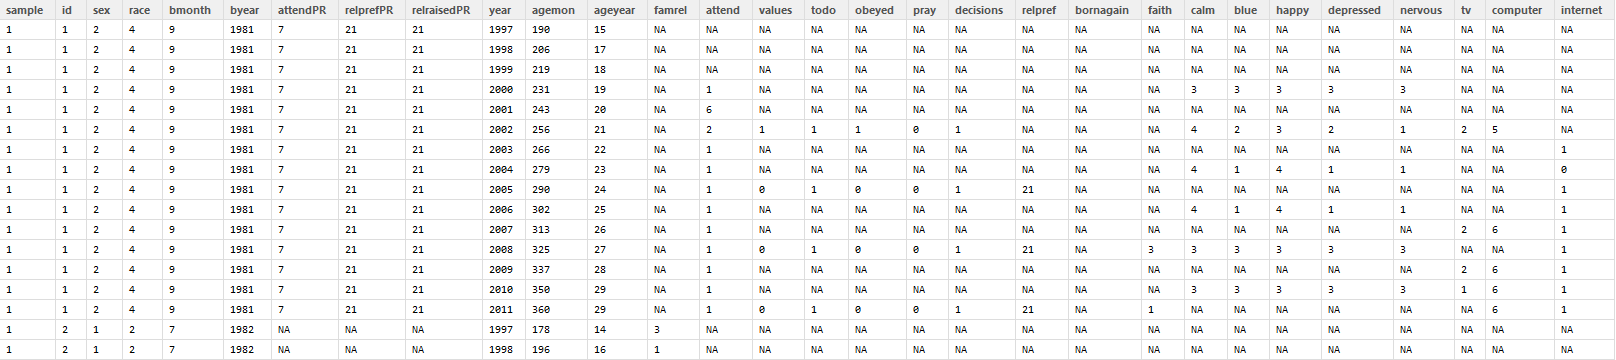 sample id sex race bmonth byear attendPR relprefPR relraisedPR year agemon ageyear famrel attend values todo obeyed pray decisions relpref bornagain faith calm blue happy depressed nervous tv computer internet
1 1 2 4 9 1981 7 21 21 1997 190 15 NA NA NA NA NA NA NA NA NA NA NA NA NA NA NA NA NA NA
1 1 2 4 9 1981 7 21 21 1998 206 17 NA NA NA NA NA NA NA NA NA NA NA NA NA NA NA NA NA NA
1 1 2 4 9 1981 7 21 21 1999 219 18 NA NA NA NA NA NA NA NA NA NA NA NA NA NA NA NA NA NA
1 1 2 4 9 1981 7 21 21 2000 231 19 NA 1 NA NA NA NA NA NA NA NA 3 3 3 3 3 NA NA NA
1 1 2 4 9 1981 7 21 21 2001 243 20 NA 6 NA NA NA NA NA NA NA NA NA NA NA NA NA NA NA NA
1 1 2 4 9 1981 7 21 21 2002 256 21 NA 2 1 1 1 0 1 NA NA NA 4 2 3 2 1 2 5 NA
1 1 2 4 9 1981 7 21 21 2003 266 22 NA 1 NA NA NA NA NA NA NA NA NA NA NA NA NA NA NA 1
1 1 2 4 9 1981 7 21 21 2004 279 23 NA 1 NA NA NA NA NA NA NA NA 4 1 4 1 1 NA NA 0
1 1 2 4 9 1981 7 21 21 2005 290 24 NA 1 0 1 0 0 1 21 NA NA NA NA NA NA NA NA NA 1
1 1 2 4 9 1981 7 21 21 2006 302 25 NA 1 NA NA NA NA NA NA NA NA 4 1 4 1 1 NA NA 1
1 1 2 4 9 1981 7 21 21 2007 313 26 NA 1 NA NA NA NA NA NA NA NA NA NA NA NA NA 2 6 1
1 1 2 4 9 1981 7 21 21 2008 325 27 NA 1 0 1 0 0 1 21 NA 3 3 3 3 3 3 NA NA 1
1 1 2 4 9 1981 7 21 21 2009 337 28 NA 1 NA NA NA NA NA NA NA NA NA NA NA NA NA 2 6 1
1 1 2 4 9 1981 7 21 21 2010 350 29 NA 1 NA NA NA NA NA NA NA NA 3 3 3 3 3 1 6 1
1 1 2 4 9 1981 7 21 21 2011 360 29 NA 1 0 1 0 0 1 21 NA 1 NA NA NA NA NA NA 6 1
1 2 1 2 7 1982 NA NA NA 1997 178 14 3 NA NA NA NA NA NA NA NA NA NA NA NA NA NA NA NA NA
1 2 1 2 7 1982 NA NA NA 1998 196 16 1 NA NA NA NA NA NA NA NA NA NA NA NA NA NA NA NA NA